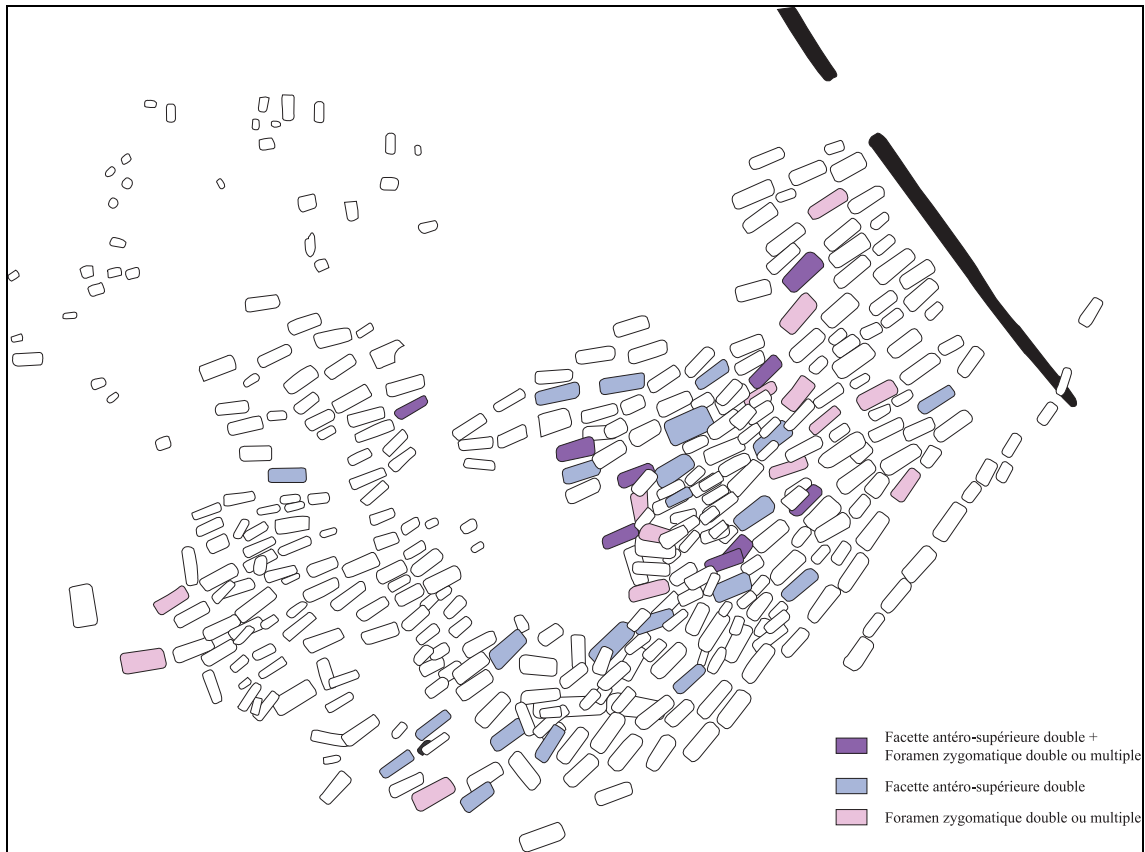 Facette antéro-supérieure double +
Foramen zygomatique double ou multiple
Facette antéro-supérieure double
Foramen zygomatique double ou multiple